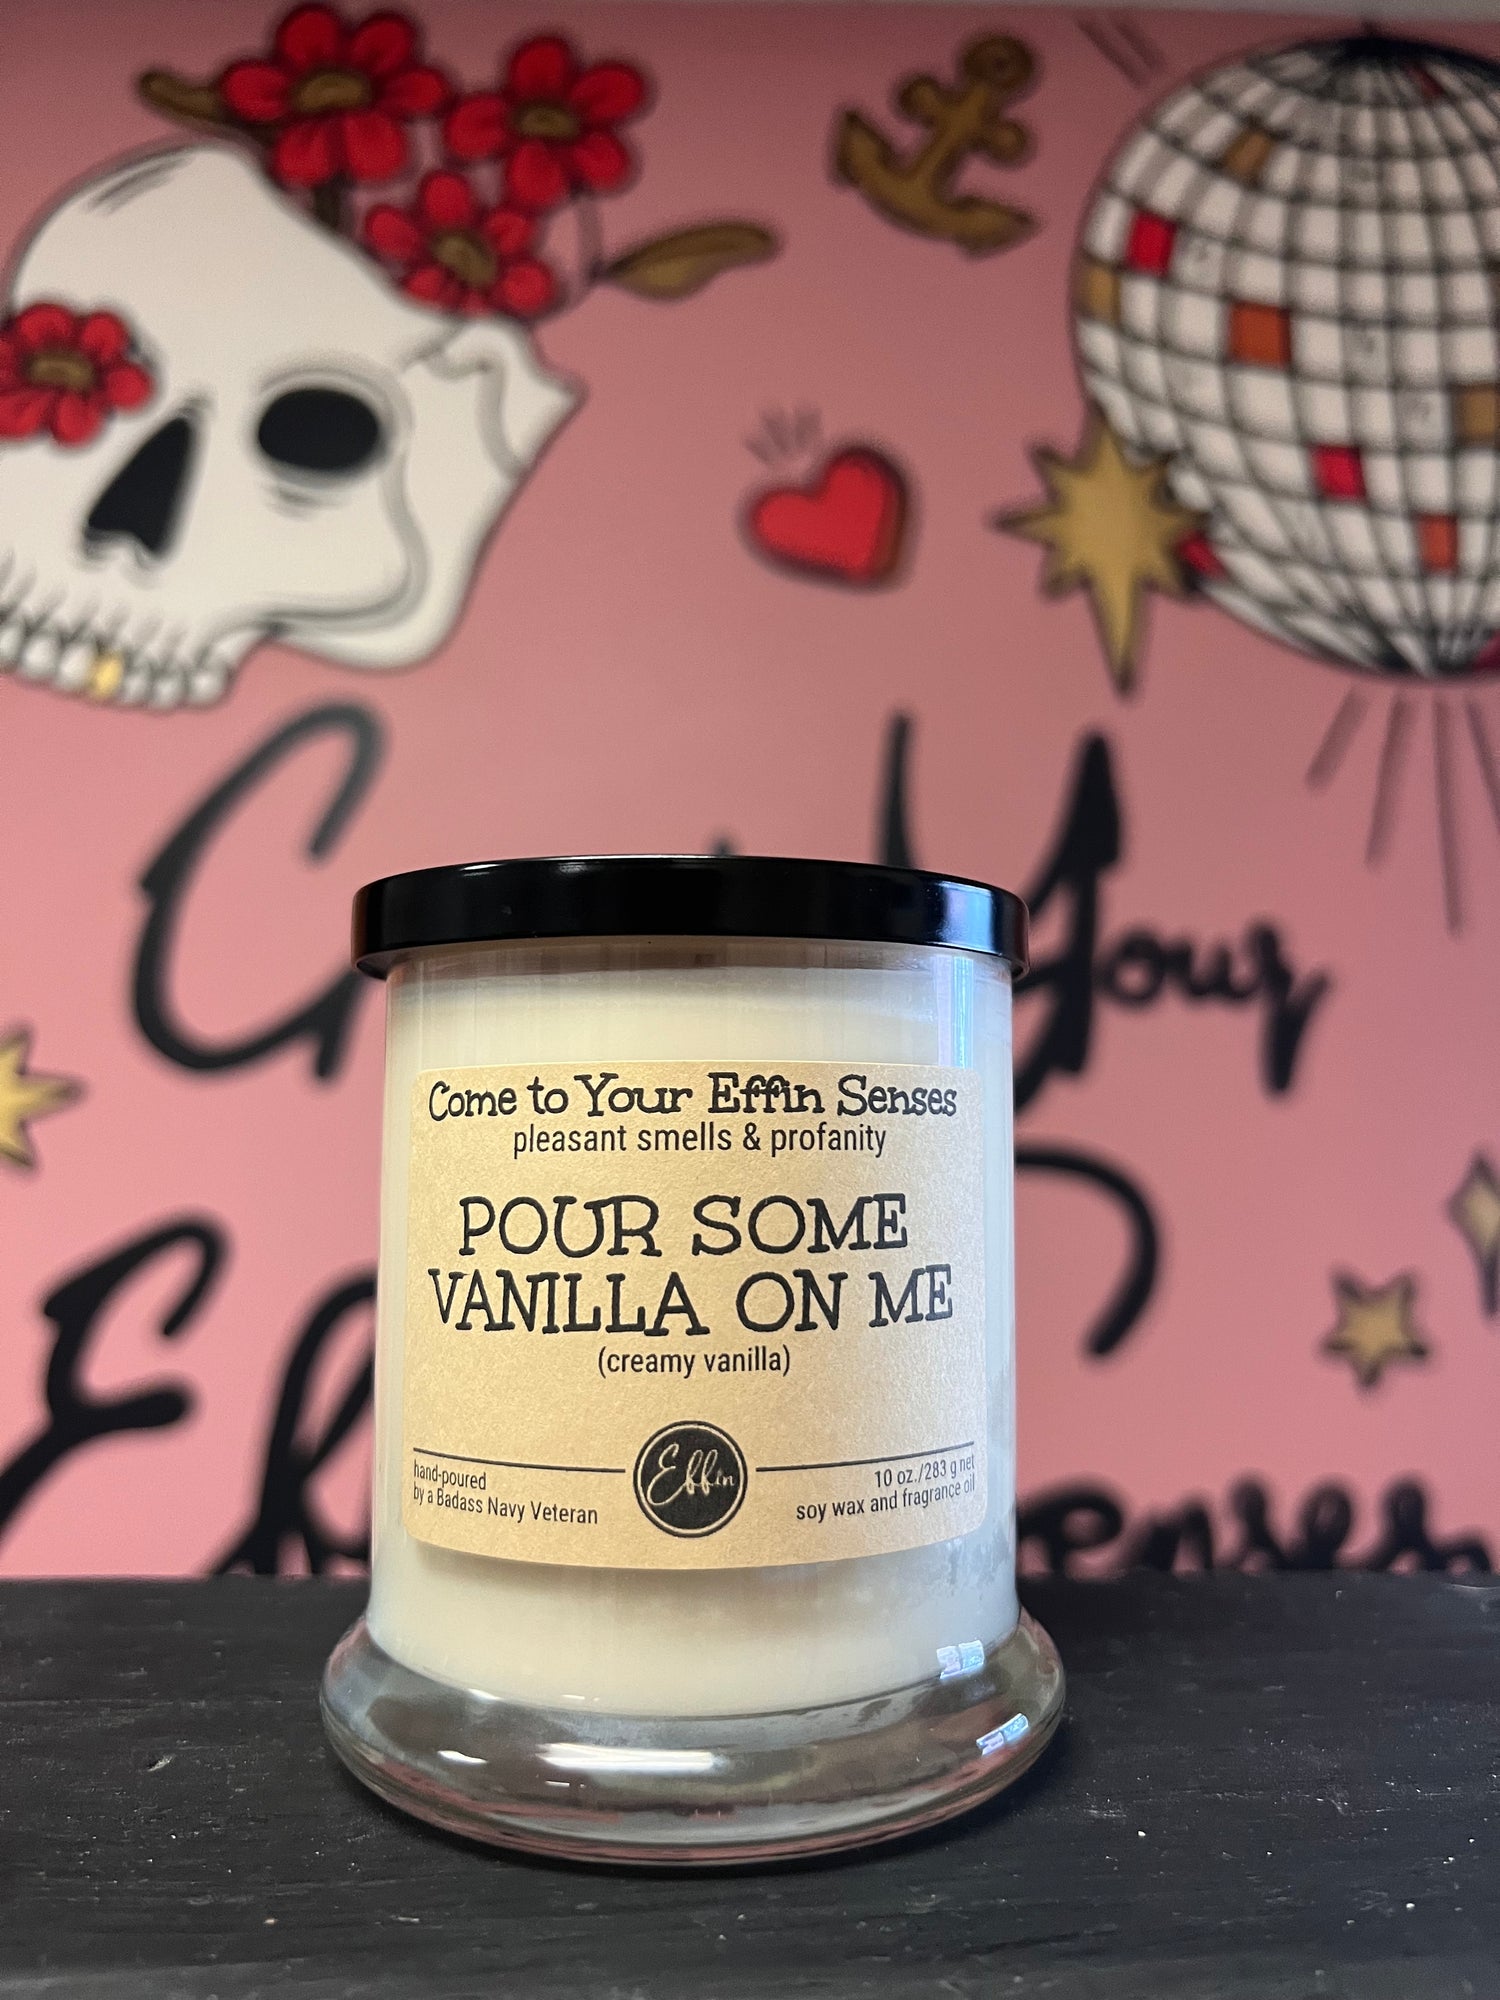 Your
Come to Your Effin Senses
pleasant smells & profanity
POUR SOME
VANILLA ON ME
(creamy vanilla)
hand-poured
by a Badass Navy Veteran
Effin
10 oz./283 g net
soy wax and fragrance oil